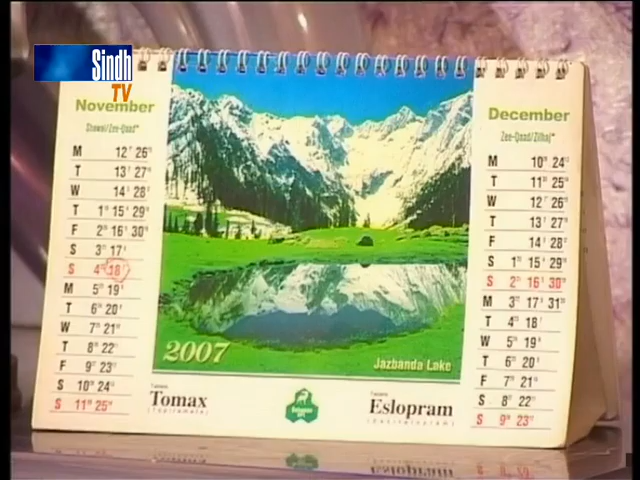 Sindh
TV
November
Shawal/Zee-Qaad*
M 12 26
T 13 27
W 14 28
T 1 15 29
F 2 16 30
S 3 17
S 4 18
M 5 19
T 6 20
W 7 21
T 8 22
F 9 23
S 10 24
S 11 25
2007
Jazbanda Lake
Tomax
Eslopram
December
Zee-Qaad/Zilhaj*
M 10 24
T 11 25
W 12 26
T 13 27
F 14 28
S 1 15 29
S 2 16 30
M 3 17 31
T 4 18
W 5 19
T 6 20
F 7 21
S 8 22
S 9 23